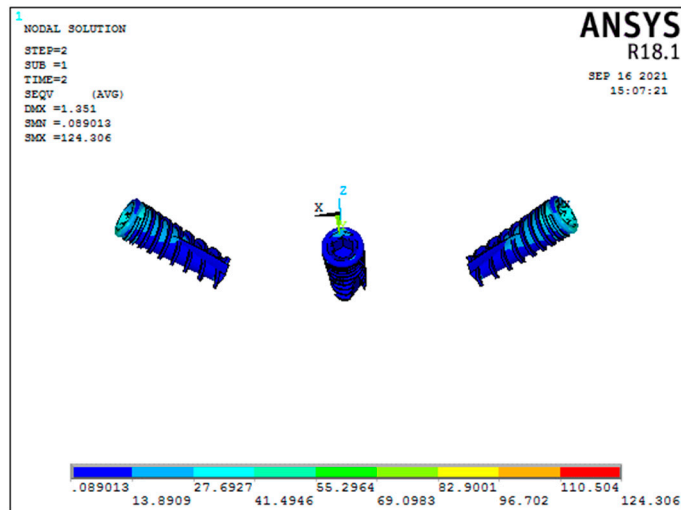 1
NODAL SOLUTION
STEP=2
SUB =1
TIME=2
SEQV (AVG)
DMX =1.351
SMN =.089013
SMX =124.306
ANSYS
R18.1
SEP 16 2021
15:07:21
Z
X
.089013 27.6927 55.2964 82.9001 110.504
13.8909 41.4946 69.0983 96.702 124.306